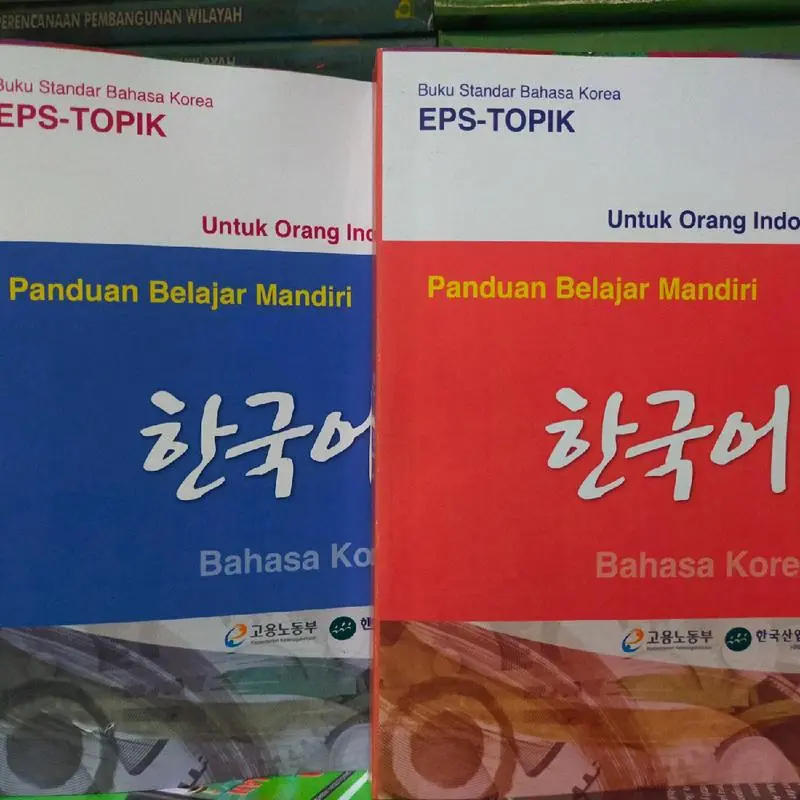 PERENCANAAN PEMBANGUNAN WILAYAH
WILAYAH
Buku Standar Bahasa Korea
EPS-TOPIK
Untuk Orang Ind
Panduan Belajar Mandiri
한국어
Bahasa Ko
고용노동부
한
Buku Standar Bahasa Korea
EPS-TOPIK
Untuk Orang Indo
Panduan Belajar Mandiri
한국어
Bahasa Kore
고용노동부
한국산업